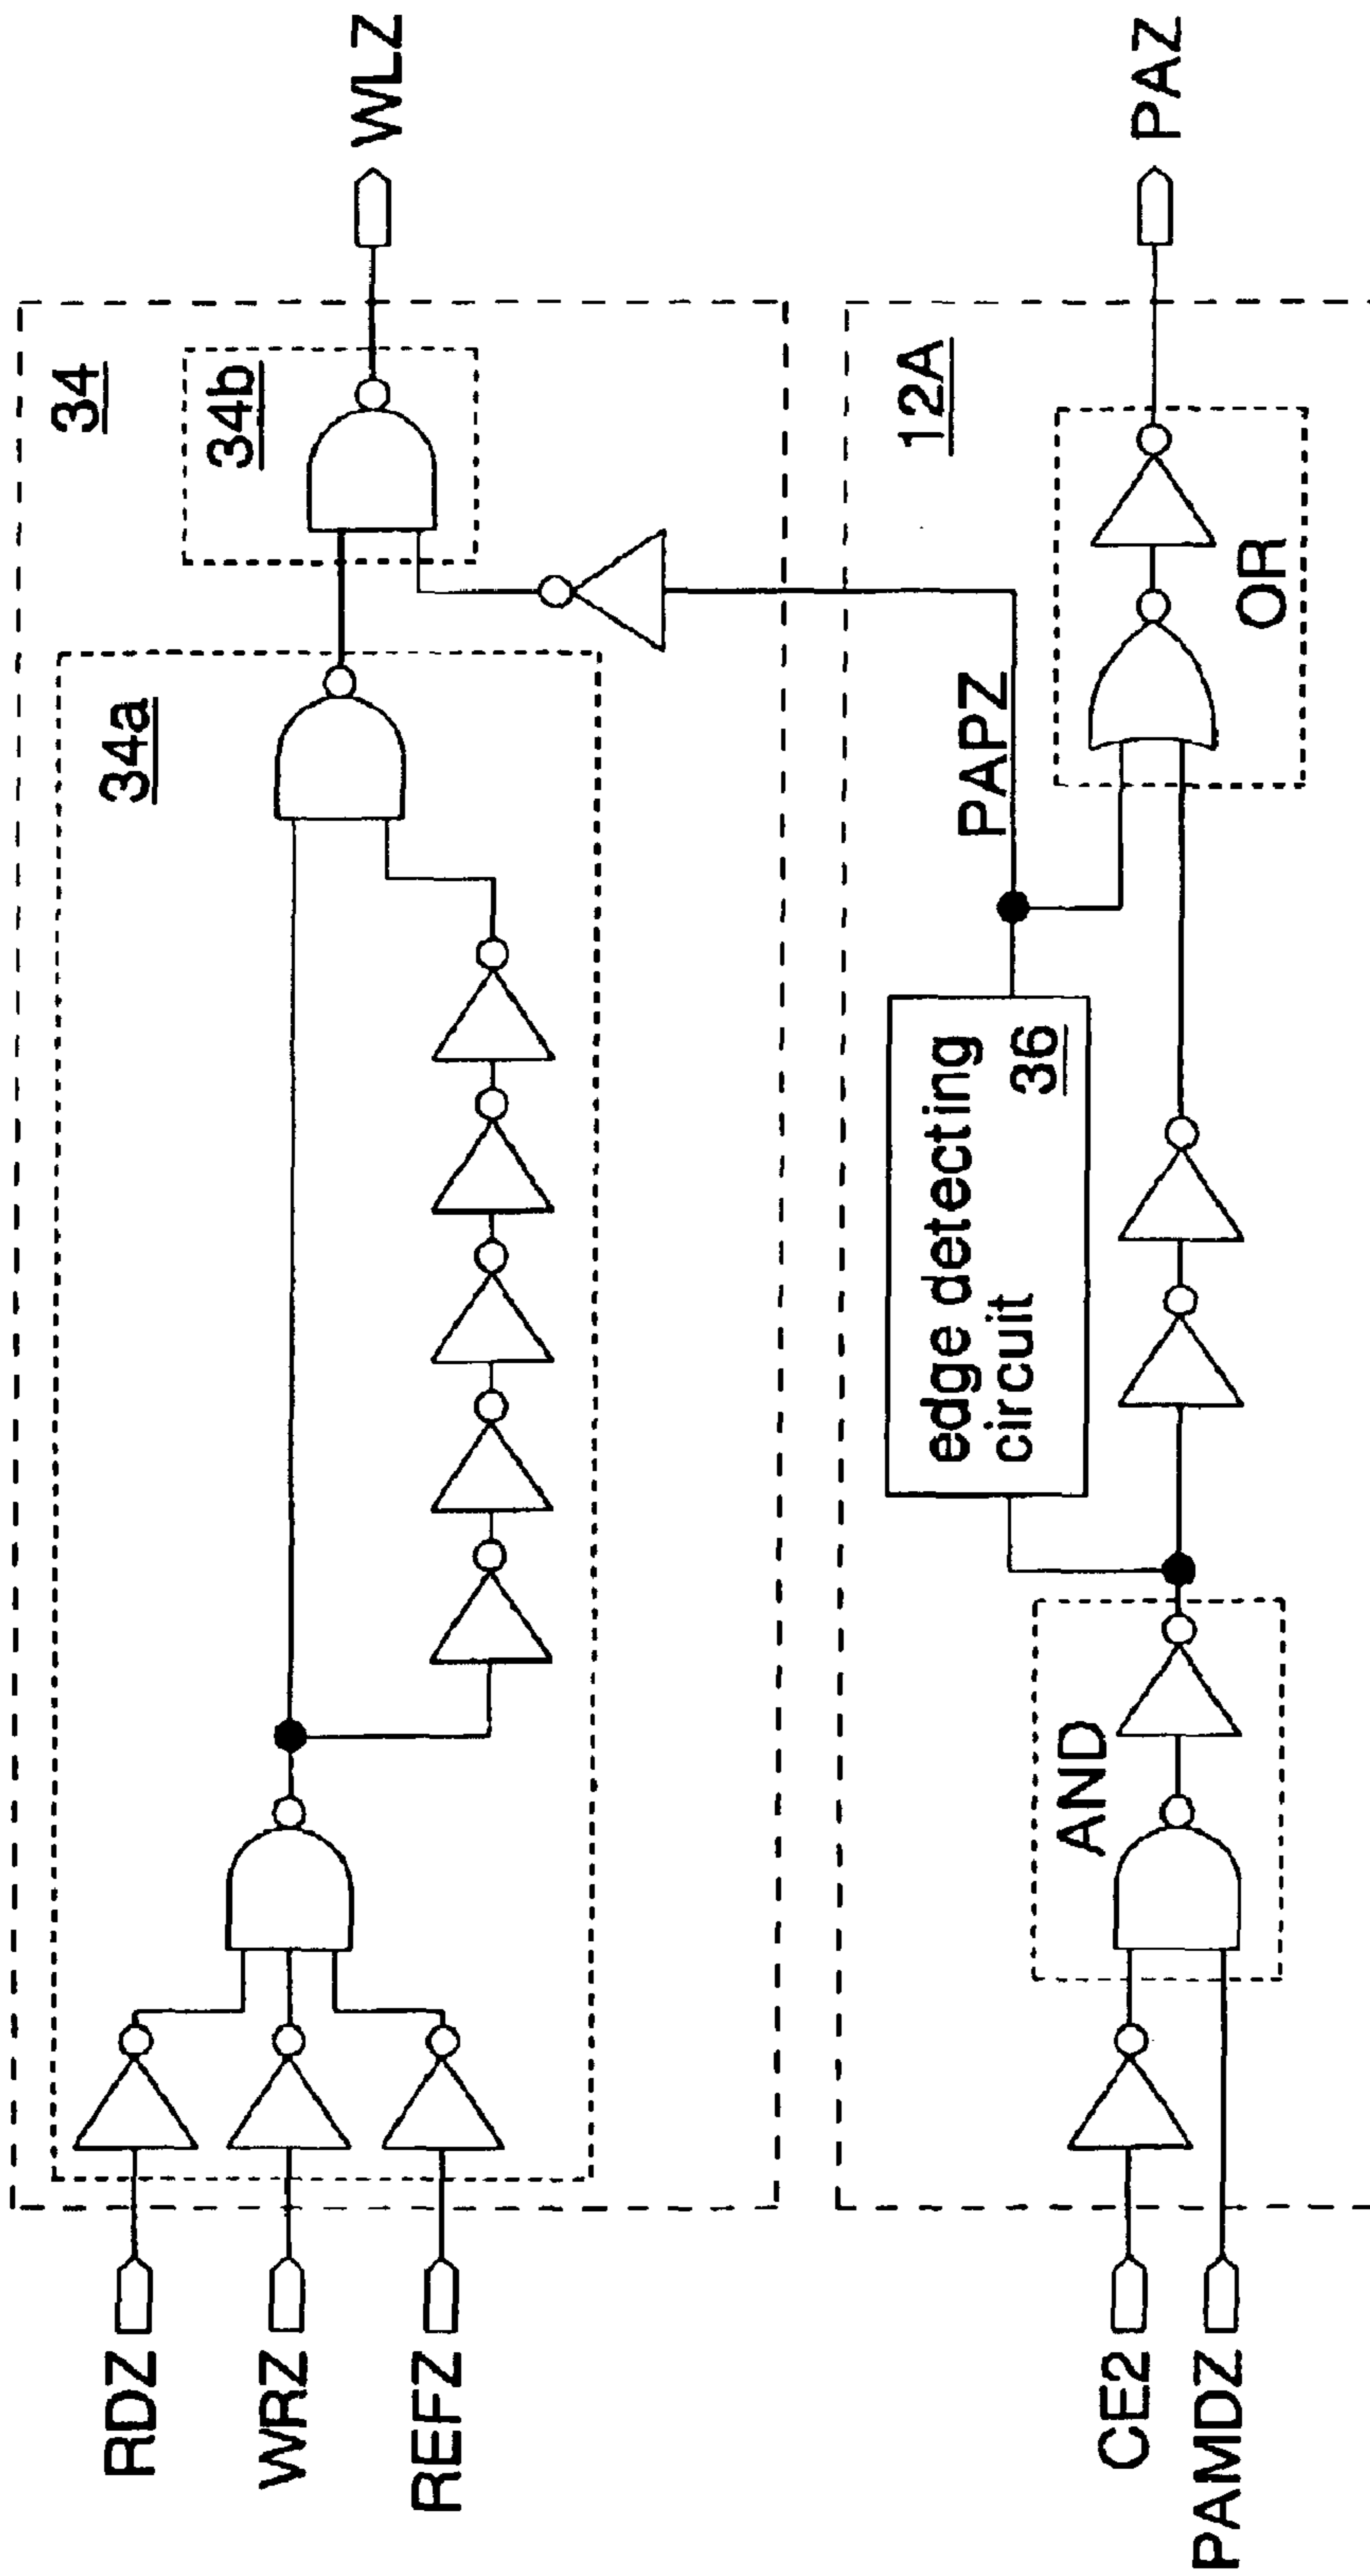 34
34a
34b
RDZ
WRZ
REFZ
WLZ
12A
edge detecting
circuit
36
PAPZ
AND
OR
CE2
PAMDZ
PAZ